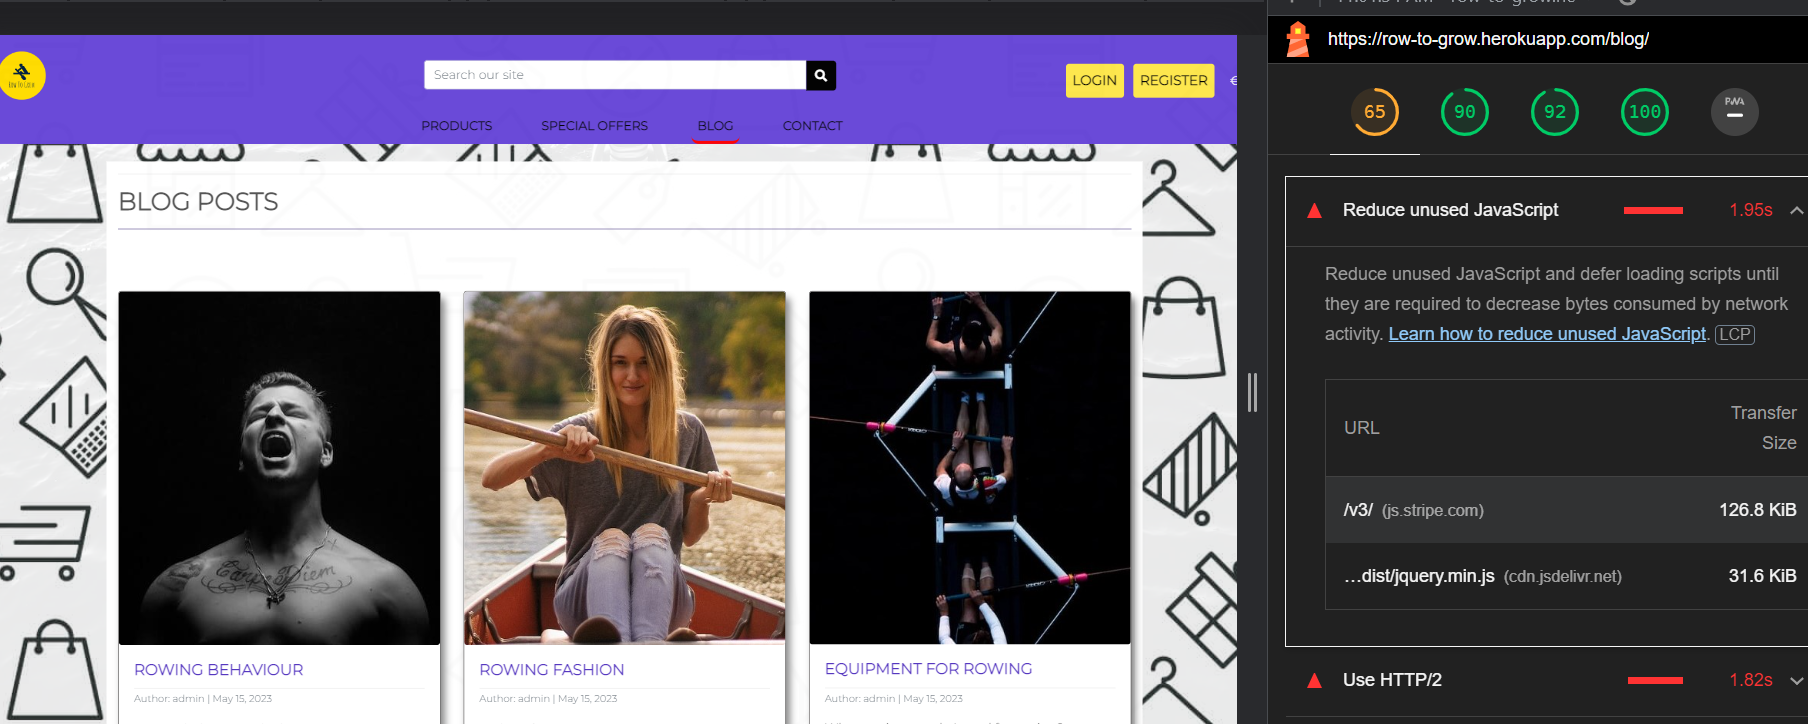 Search our site
LOGIN
REGISTER
€
PRODUCTS
SPECIAL OFFERS
BLOG
CONTACT
BLOG POSTS
Carpe Diem
ROWING BEHAVIOUR
Author: admin | May 15, 2023
ROWING FASHION
Author: admin | May 15, 2023
EQUIPMENT FOR ROWING
Author: admin | May 15, 2023
https://row-to-grow.herokuapp.com/blog/
65
90
92
100
PWA
Reduce unused JavaScript
1.95s
Reduce unused JavaScript and defer loading scripts until
they are required to decrease bytes consumed by network
activity. Learn how to reduce unused JavaScript. LCP
URL
Transfer
Size
/v3/ (js.stripe.com)
126.8 KiB
…dist/jquery.min.js (cdn.jsdelivr.net)
31.6 KiB
Use HTTP/2
1.82s